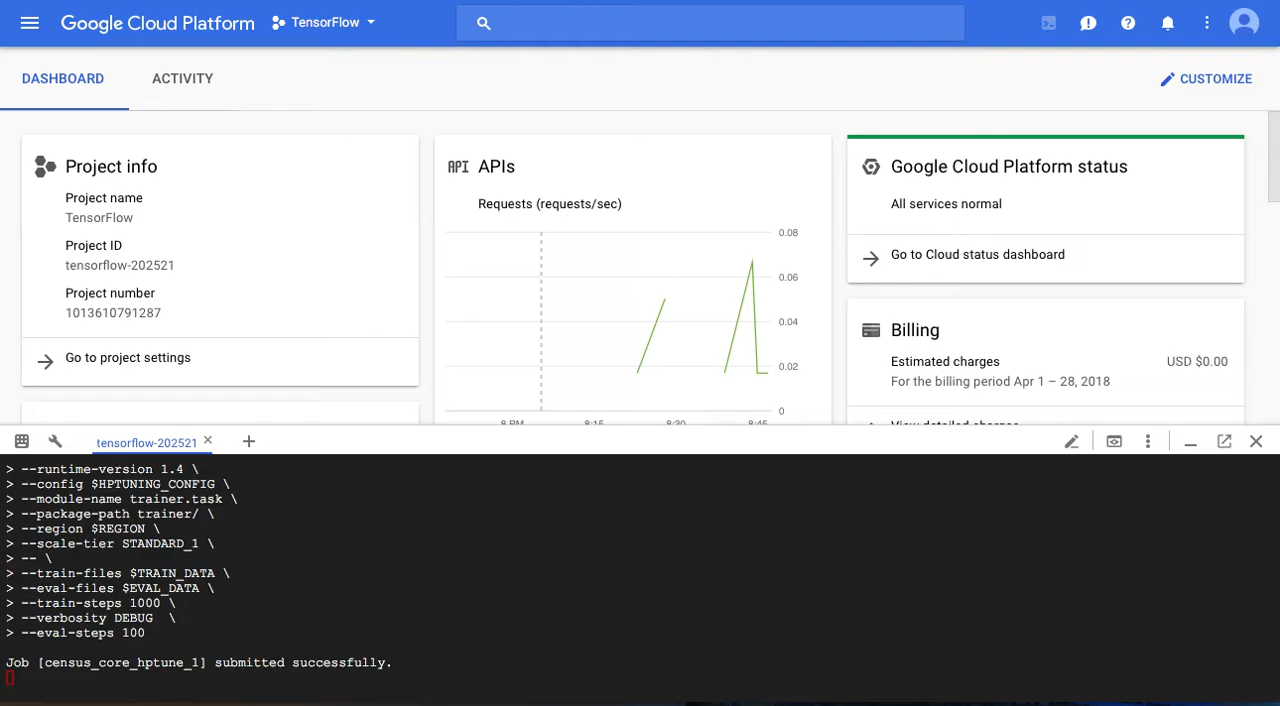 Google Cloud Platform
TensorFlow
DASHBOARD
ACTIVITY
CUSTOMIZE
Project info
Project name
TensorFlow
Project ID
tensorflow-202521
Project number
1013610791287
Go to project settings
API APIs
Requests (requests/sec)
0.08
0.06
0.04
0.02
0
8 PM 8:15 8:30 8:45
Google Cloud Platform status
All services normal
Go to Cloud status dashboard
Billing
Estimated charges USD $0.00
For the billing period Apr 1 – 28, 2018
View detailed charges
tensorflow-202521
> --runtime-version 1.4 \
> --config $HPTUNING_CONFIG \
> --module-name trainer.task \
> --package-path trainer/ \
> --region $REGION \
> --scale-tier STANDARD_1 \
> -- \
> --train-files $TRAIN_DATA \
> --eval-files $EVAL_DATA \
> --train-steps 1000 \
> --verbosity DEBUG  \
> --eval-steps 100
Job [census_core_hptune_1] submitted successfully.